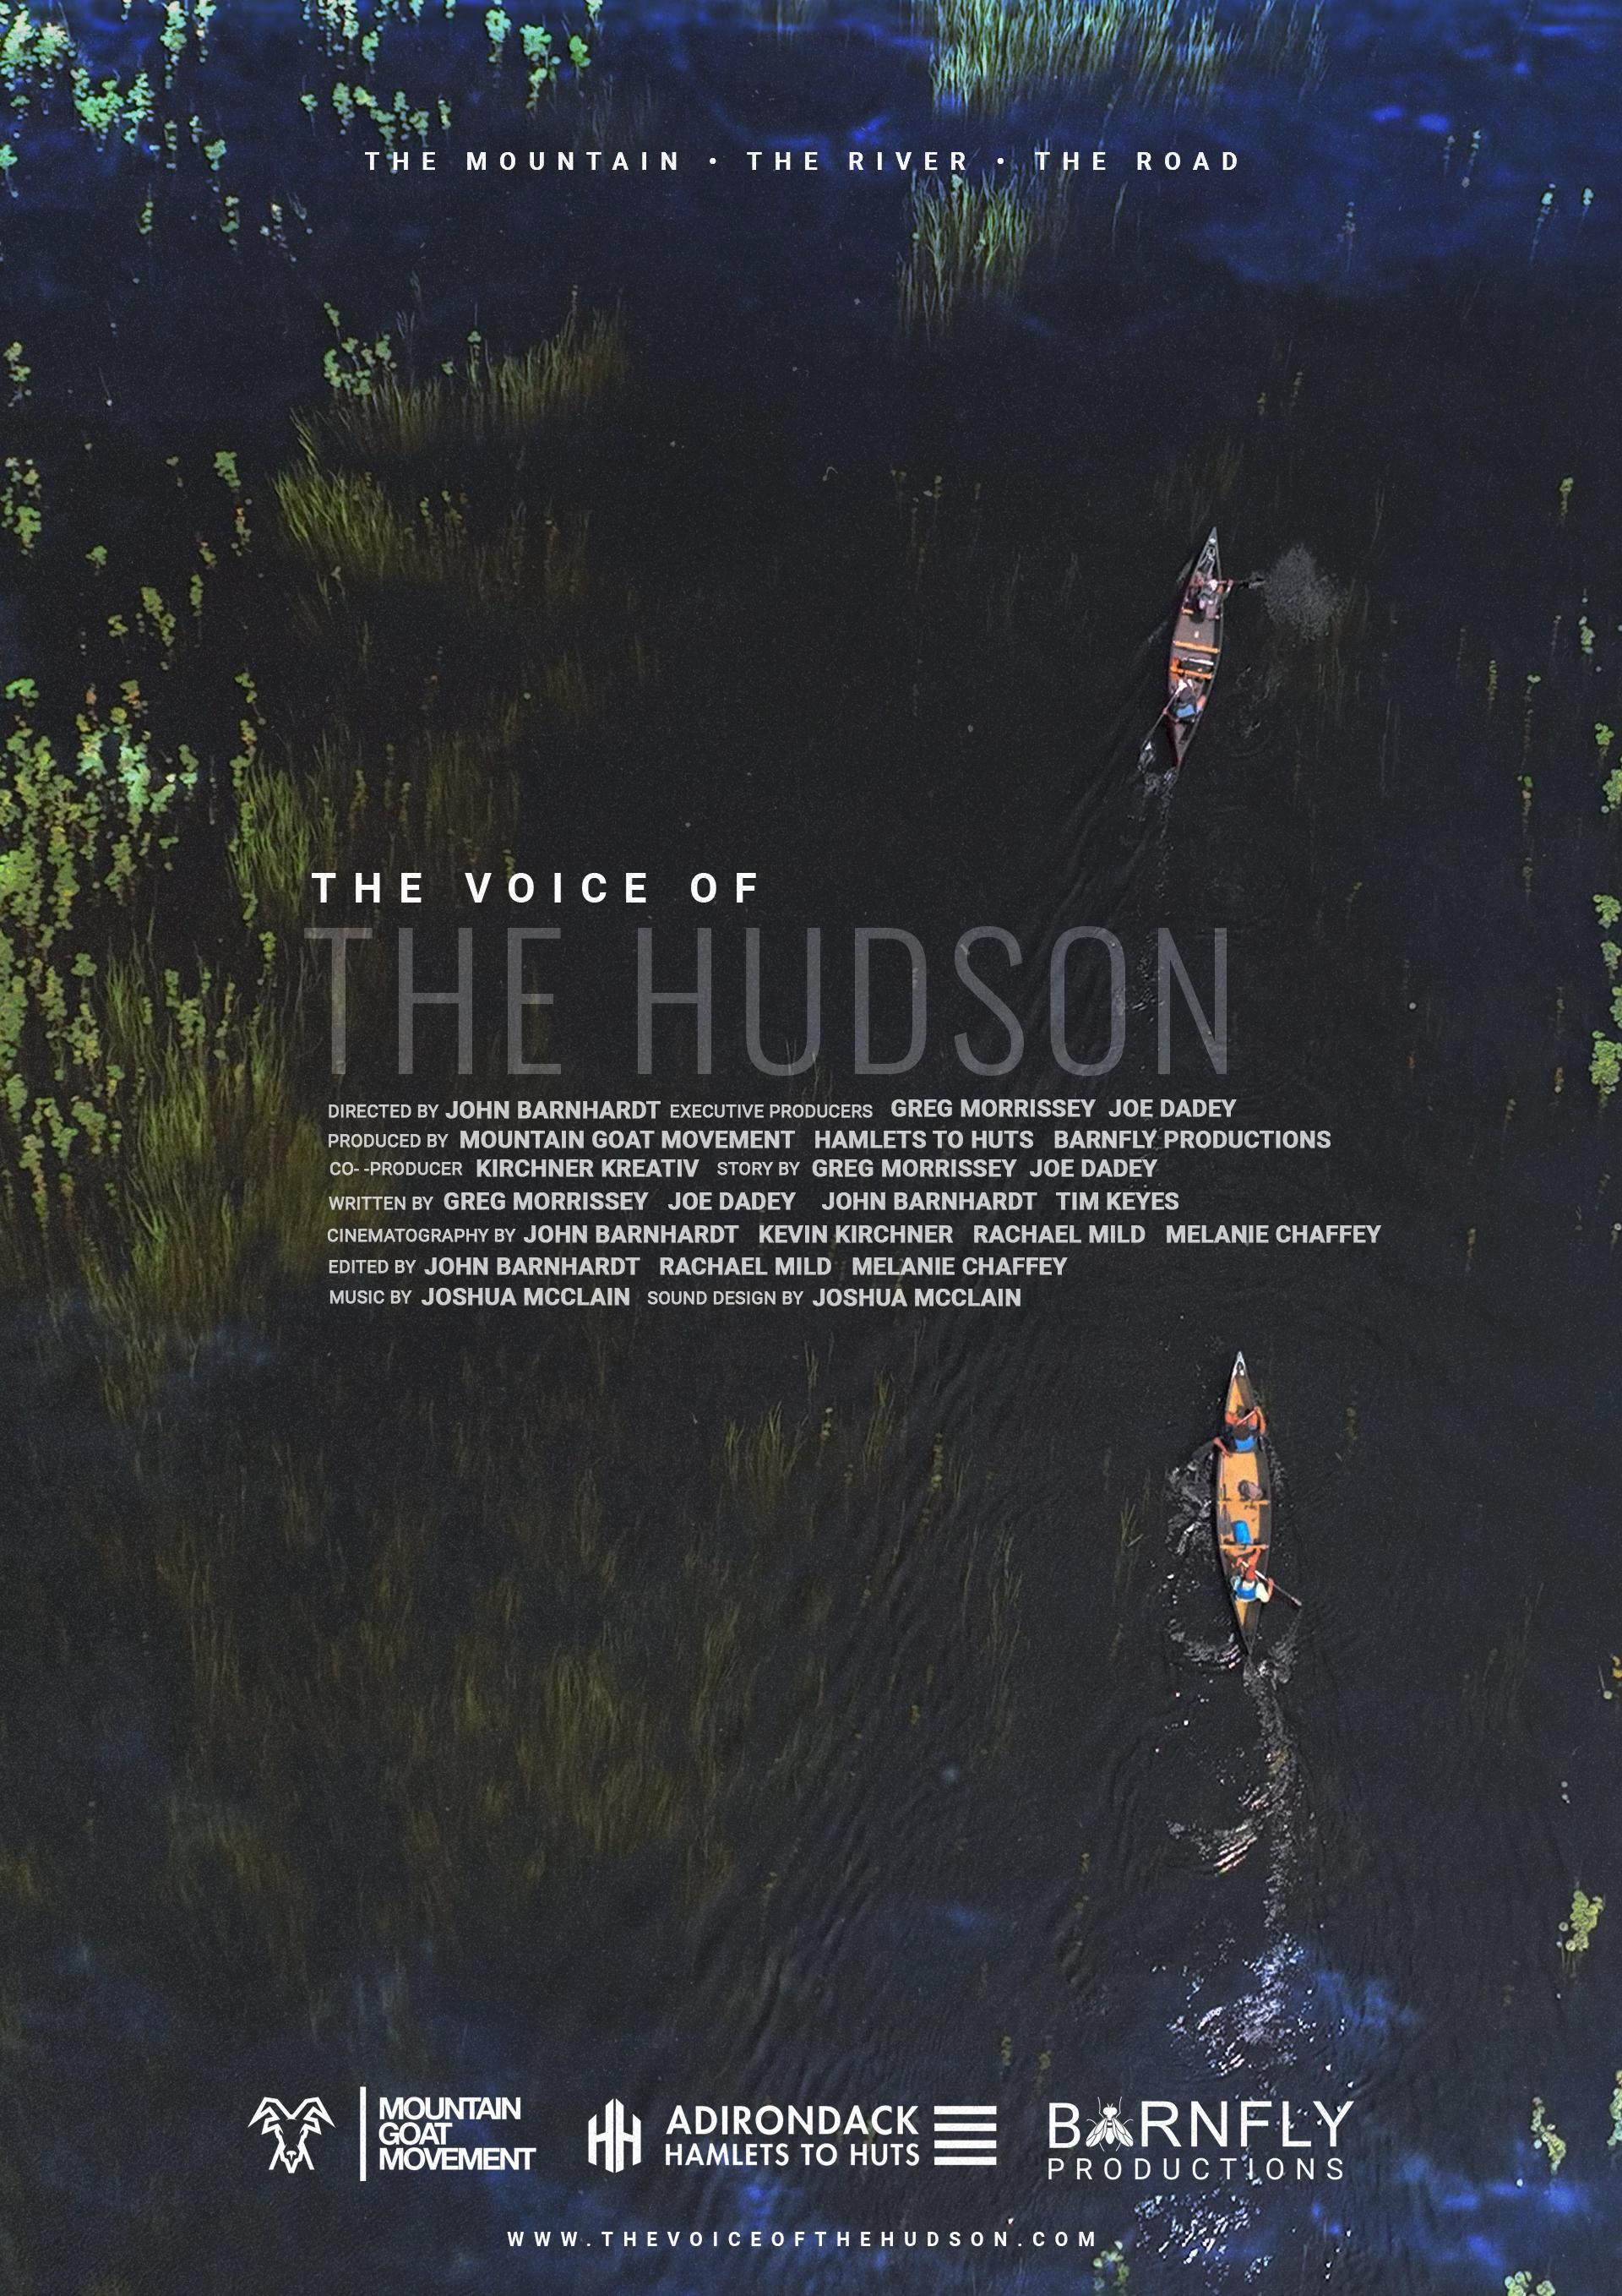 THE MOUNTAIN • THE RIVER • THE ROAD
THE VOICE OF
THE HUDSON
DIRECTED BY JOHN BARNHARDT EXECUTIVE PRODUCERS GREG MORRISSEY JOE DADEY
PRODUCED BY MOUNTAIN GOAT MOVEMENT HAMLETS TO HUTS BARNFLY PRODUCTIONS
CO- -PRODUCER KIRCHNER KREATIV STORY BY GREG MORRISSEY JOE DADEY
WRITTEN BY GREG MORRISSEY JOE DADEY JOHN BARNHARDT TIM KEYES
CINEMATOGRAPHY BY JOHN BARNHARDT KEVIN KIRCHNER RACHAEL MILD MELANIE CHAFFEY
EDITED BY JOHN BARNHARDT RACHAEL MILD MELANIE CHAFFEY
MUSIC BY JOSHUA MCCLAIN SOUND DESIGN BY JOSHUA MCCLAIN
MOUNTAIN
GOAT
MOVEMENT
ADIRONDACK
HAMLETS TO HUTS
BARNFLY
PRODUCTIONS
WWW.THEVOICEOFTHEHUDSON.COM